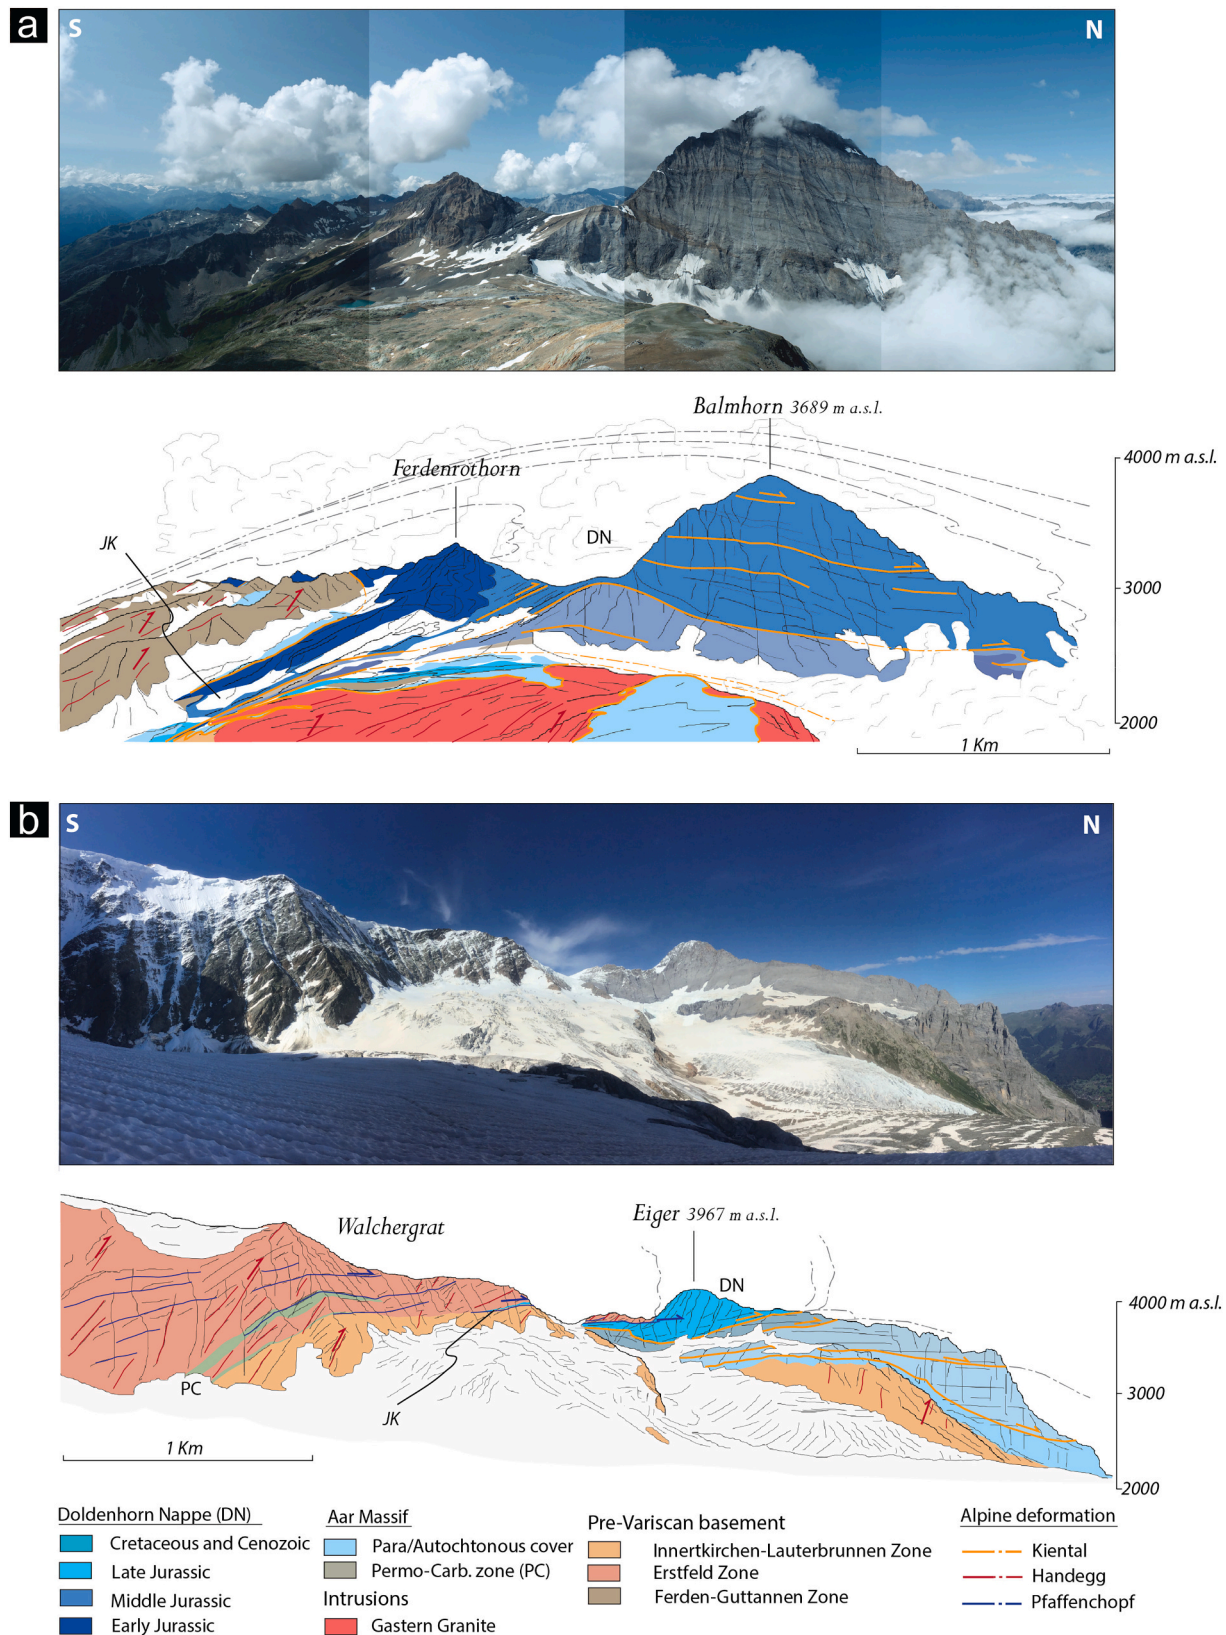 a
S N
Balmhorn 3689 m a.s.l.
4000 m a.s.l.
Ferdenrothorn
JK
DN
3000
2000
1 Km
b
S N
Walchergrat
Eiger 3967 m a.s.l.
DN
4000 m a.s.l.
PC
JK
3000
1 Km
2000
Doldenhorn Nappe (DN)
Cretaceous and Cenozoic
Late Jurassic
Middle Jurassic
Early Jurassic
Aar Massif
Para/Autochtonous cover
Permo-Carb. zone (PC)
Intrusions
Gastern Granite
Pre-Variscan basement
Innertkirchen-Lauterbrunnen Zone
Erstfeld Zone
Ferden-Guttannen Zone
Alpine deformation
Kiental
Handegg
Pfaffenchopf